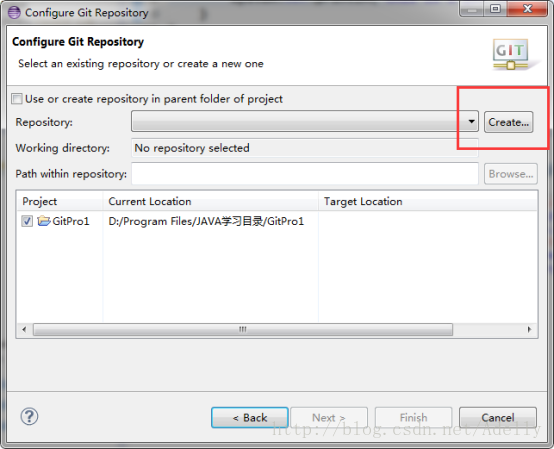 Configure Git Repository
Configure Git Repository
Select an existing repository or create a new one
GIT
Use or create repository in parent folder of project
Repository: Create...
Working directory: No repository selected
Path within repository: Browse...
Project Current Location Target Location
GitPro1 D:/Program Files/JAVA学习目录/GitPro1
< Back Next > Finish Cancel
http://blog.csdn.net/Adelly